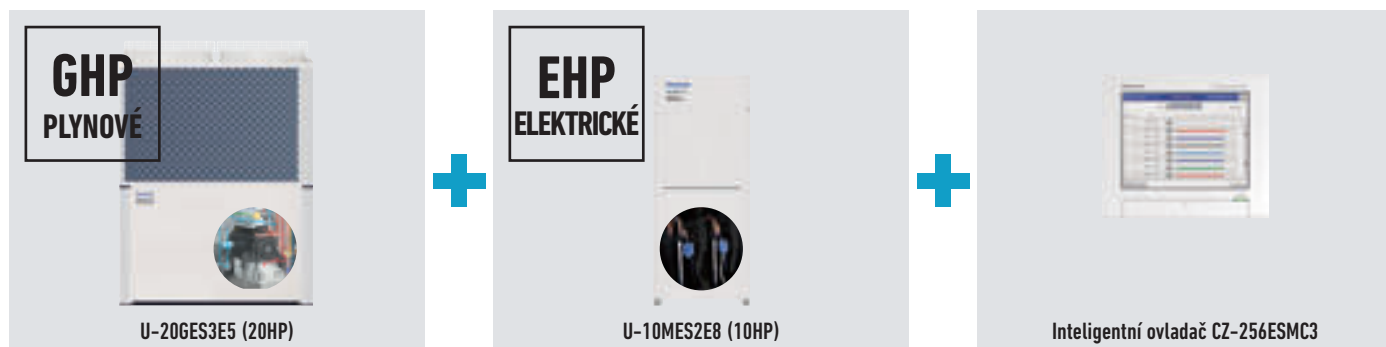 GHP
PLYNOVÉ
U-20GES3E5 (20HP)
EHP
ELEKTRICKÉ
U-10MES2E8 (10HP)
Inteligentní ovladač CZ-256ESMC3